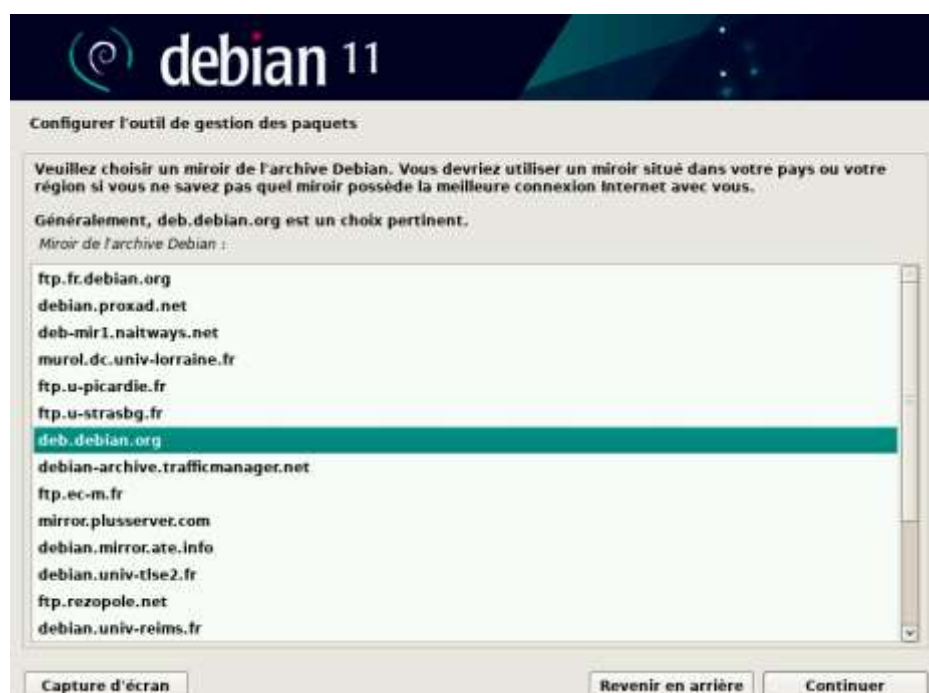 debian 11
Configurer l'outil de gestion des paquets
Veuillez choisir un miroir de l'archive Debian. Vous devriez utiliser un miroir situé dans votre pays ou votre
région si vous ne savez pas quel miroir possède la meilleure connexion Internet avec vous.
Généralement, deb.debian.org est un choix pertinent.
Miroir de l'archive Debian :
ftp.fr.debian.org
debian.proxad.net
deb-mir1.naitways.net
murol.dc.univ-lorraine.fr
ftp.u-picardie.fr
ftp.u-strasbg.fr
deb.debian.org
debian-archive.trafficmanager.net
ftp.ec-m.fr
mirror.plusserver.com
debian.mirror.ate.info
debian.univ-tlse2.fr
ftp.rezopole.net
debian.univ-reims.fr
Capture d'écran
Revenir en arrière
Continuer